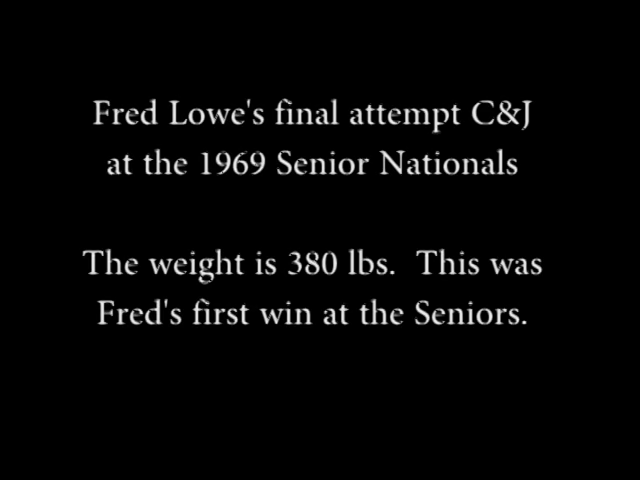 Fred Lowe's final attempt C&J
at the 1969 Senior Nationals
The weight is 380 lbs.  This was
Fred's first win at the Seniors.